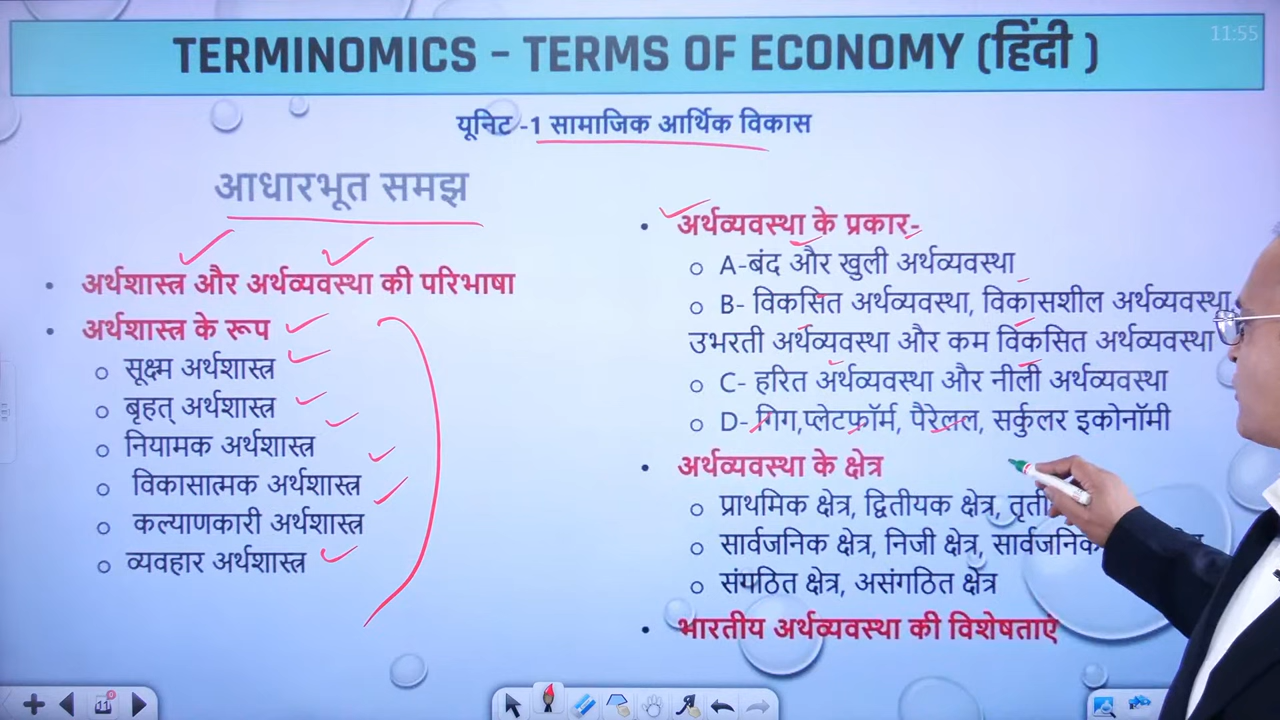 TERMINOMICS – TERMS OF ECONOMY (हिंदी )
11:55
यूनिट -1 सामाजिक आर्थिक विकास
आधारभूत समझ
• अर्थशास्त्र और अर्थव्यवस्था की परिभाषा
• अर्थशास्त्र के रूप
सूक्ष्म अर्थशास्त्र
बृहत् अर्थशास्त्र
नियामक अर्थशास्त्र
विकासात्मक अर्थशास्त्र
कल्याणकारी अर्थशास्त्र
व्यवहार अर्थशास्त्र
• अर्थव्यवस्था के प्रकार-
A-बंद और खुली अर्थव्यवस्था
B- विकसित अर्थव्यवस्था, विकासशील अर्थव्यवस्था,
उभरती अर्थव्यवस्था और कम विकसित अर्थव्यवस्था
C- हरित अर्थव्यवस्था और नीली अर्थव्यवस्था
D- गिग,प्लेटफ़ॉर्म, पैरेलल, सर्कुलर इकोनॉमी
• अर्थव्यवस्था के क्षेत्र
प्राथमिक क्षेत्र, द्वितीयक क्षेत्र,
सार्वजनिक क्षेत्र, निजी क्षेत्र, सार्वजनिक
संगठित क्षेत्र, असंगठित क्षेत्र
• भारतीय अर्थव्यवस्था की विशेषताएं
11